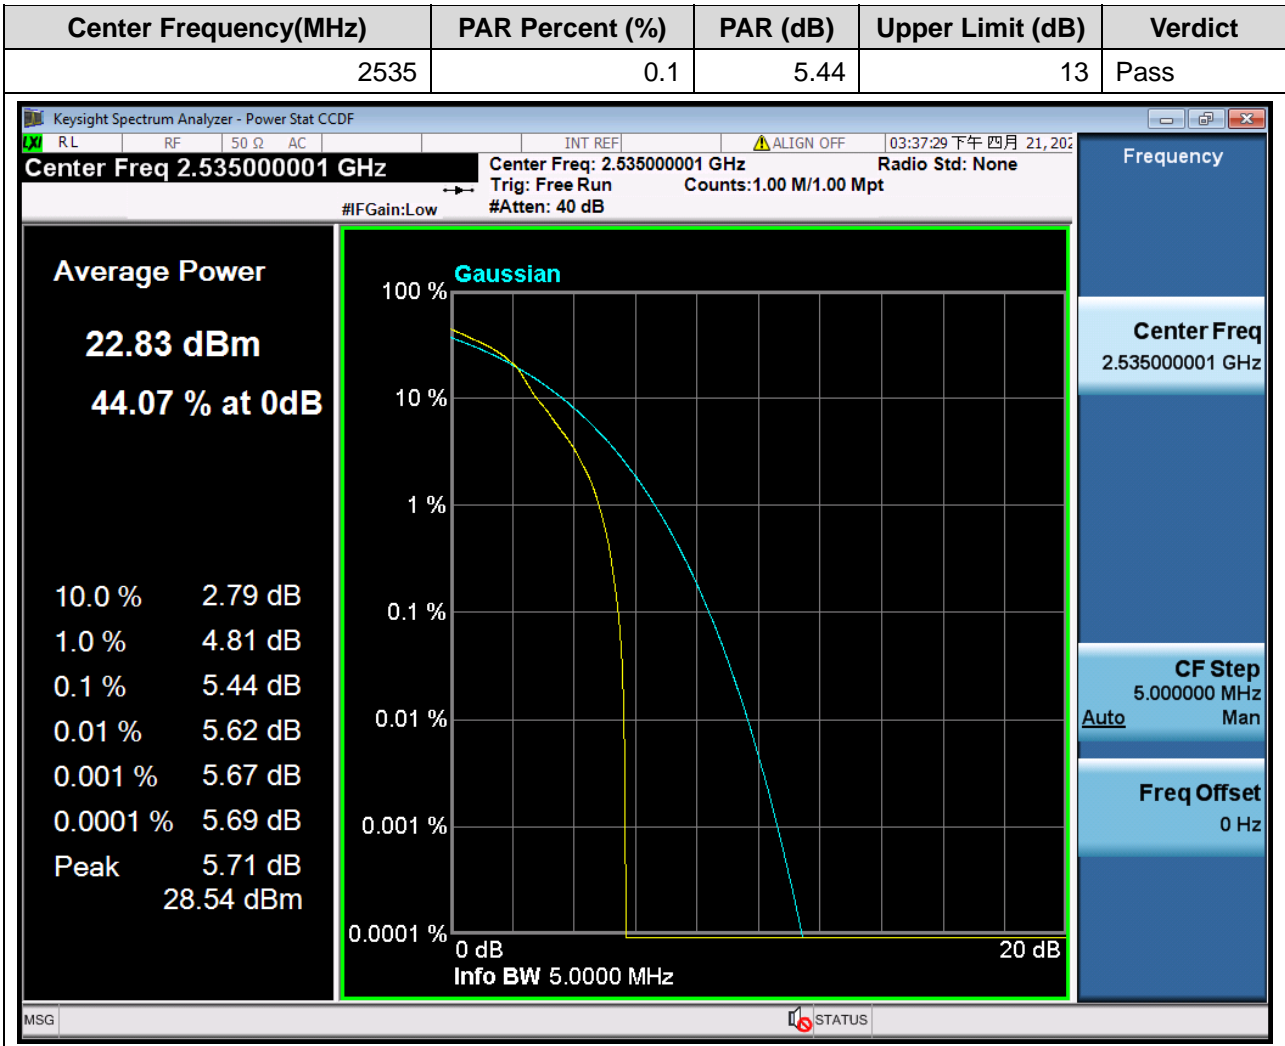 Center Frequency(MHz) PAR Percent (%) PAR (dB) Upper Limit (dB) Verdict
2535 0.1 5.44 13 Pass
Keysight Spectrum Analyzer - Power Stat CCDF
LXI RL RF 50 Ω AC INT REF ALIGN OFF 03:37:29 下午 四月 21, 202
Center Freq 2.535000001 GHz
Center Freq: 2.535000001 GHz Radio Std: None
Trig: Free Run Counts:1.00 M/1.00 Mpt
#IFGain:Low #Atten: 40 dB
Average Power
22.83 dBm
44.07 % at 0dB
10.0 % 2.79 dB
1.0 % 4.81 dB
0.1 % 5.44 dB
0.01 % 5.62 dB
0.001 % 5.67 dB
0.0001 % 5.69 dB
Peak 5.71 dB
28.54 dBm
Gaussian
100 %
10 %
1 %
0.1 %
0.01 %
0.001 %
0.0001 %
0 dB 20 dB
Info BW 5.0000 MHz
Frequency
Center Freq
2.535000001 GHz
CF Step
5.000000 MHz
Auto Man
Freq Offset
0 Hz
MSG STATUS